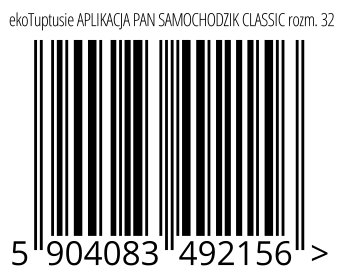 ekoTuptusie APLIKACJA PAN SAMOCHODZIK CLASSIC rozm. 32
5 904083 492156 >